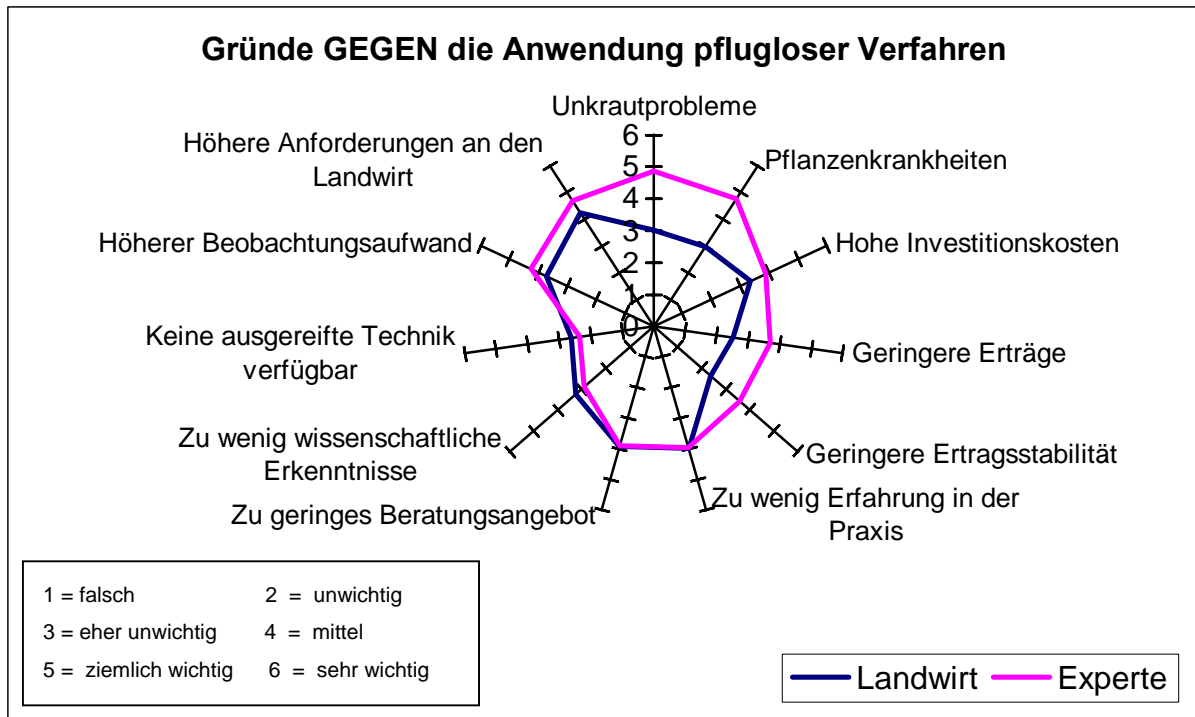 Gründe GEGEN die Anwendung pflugloser Verfahren
Unkrautprobleme
Pflanzenkrankheiten
Hohe Investitionskosten
Geringere Erträge
Geringere Ertragsstabilität
Zu wenig Erfahrung in der
Praxis
Zu geringes Beratungsangebot
Zu wenig wissenschaftliche
Erkenntnisse
Keine ausgereifte Technik
verfügbar
Höherer Beobachtungsaufwand
Höhere Anforderungen an den
Landwirt
6
5
4
3
2
1
0
1 = falsch 2 = unwichtig
3 = eher unwichtig 4 = mittel
5 = ziemlich wichtig 6 = sehr wichtig
Landwirt Experte